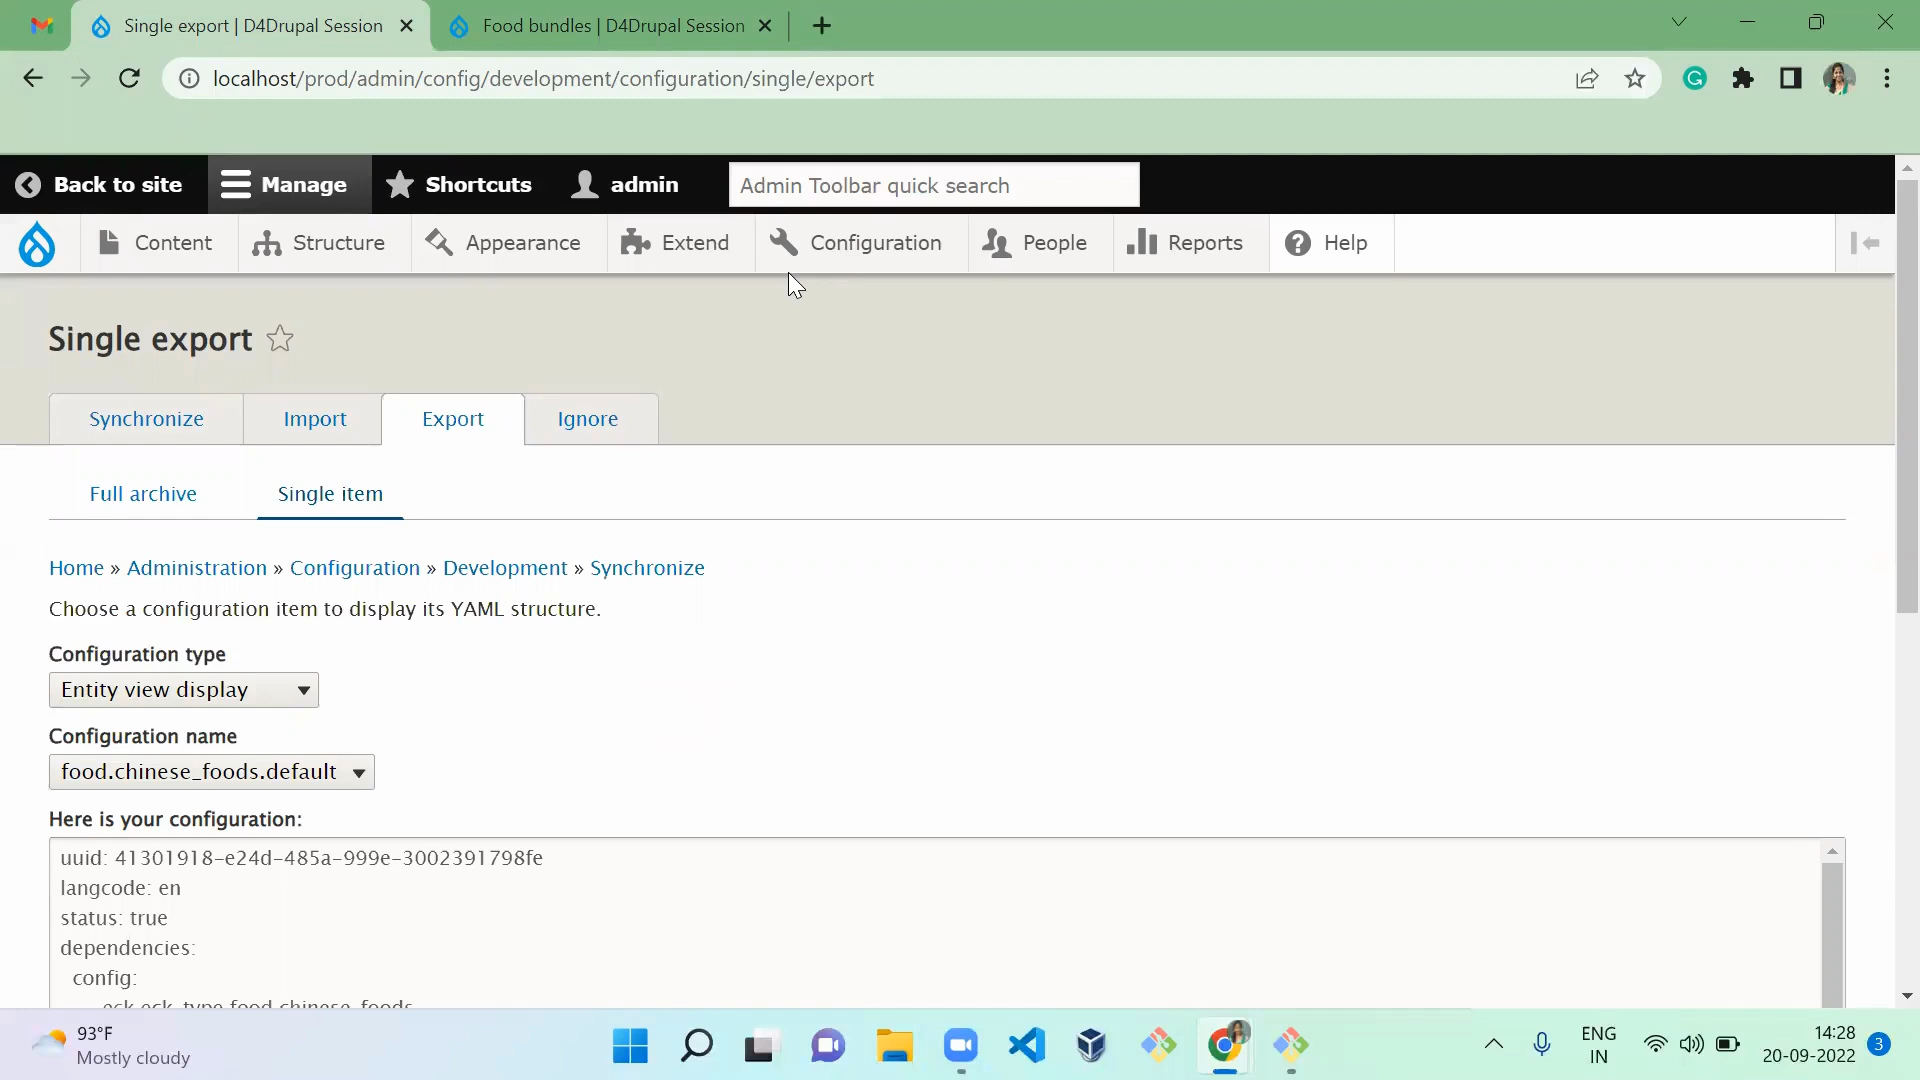 Single export | D4Drupal Session
Food bundles | D4Drupal Session
localhost/prod/admin/config/development/configuration/single/export
Back to site
Manage
Shortcuts
admin
Admin Toolbar quick search
Content
Structure
Appearance
Extend
Configuration
People
Reports
Help
Single export
Synchronize
Import
Export
Ignore
Full archive
Single item
Home » Administration » Configuration » Development » Synchronize
Choose a configuration item to display its YAML structure.
Configuration type
Entity view display
Configuration name
food.chinese_foods.default
Here is your configuration:
uuid: 41301918-e24d-485a-999e-3002391798fe
langcode: en
status: true
dependencies:
config:
- eck.eck_type.food.chinese_foods
93°F
Mostly cloudy
ENG
IN
14:28
20-09-2022
3